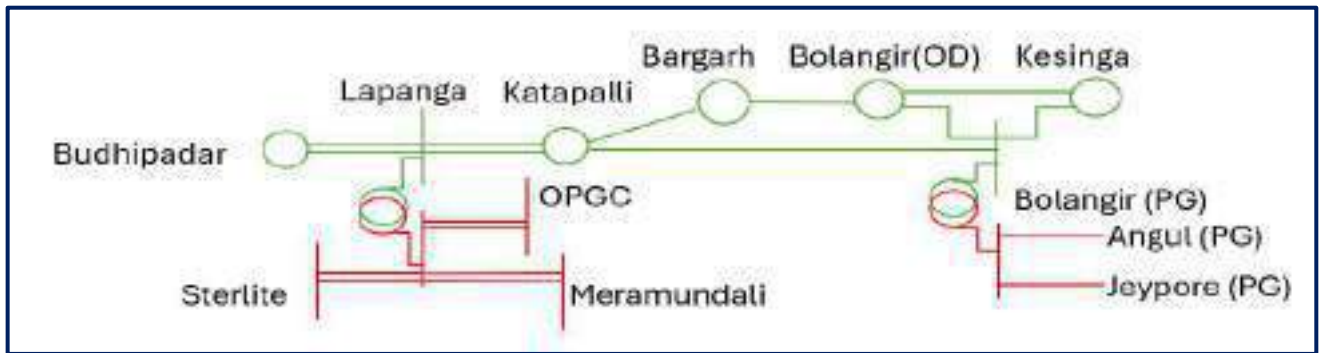 Bargarh
Bolangir(OD)
Kesinga
Lapanga
Katapalli
Budhipadar
OPGC
Bolangir (PG)
Angul (PG)
Sterlite
Meramundali
Jeypore (PG)